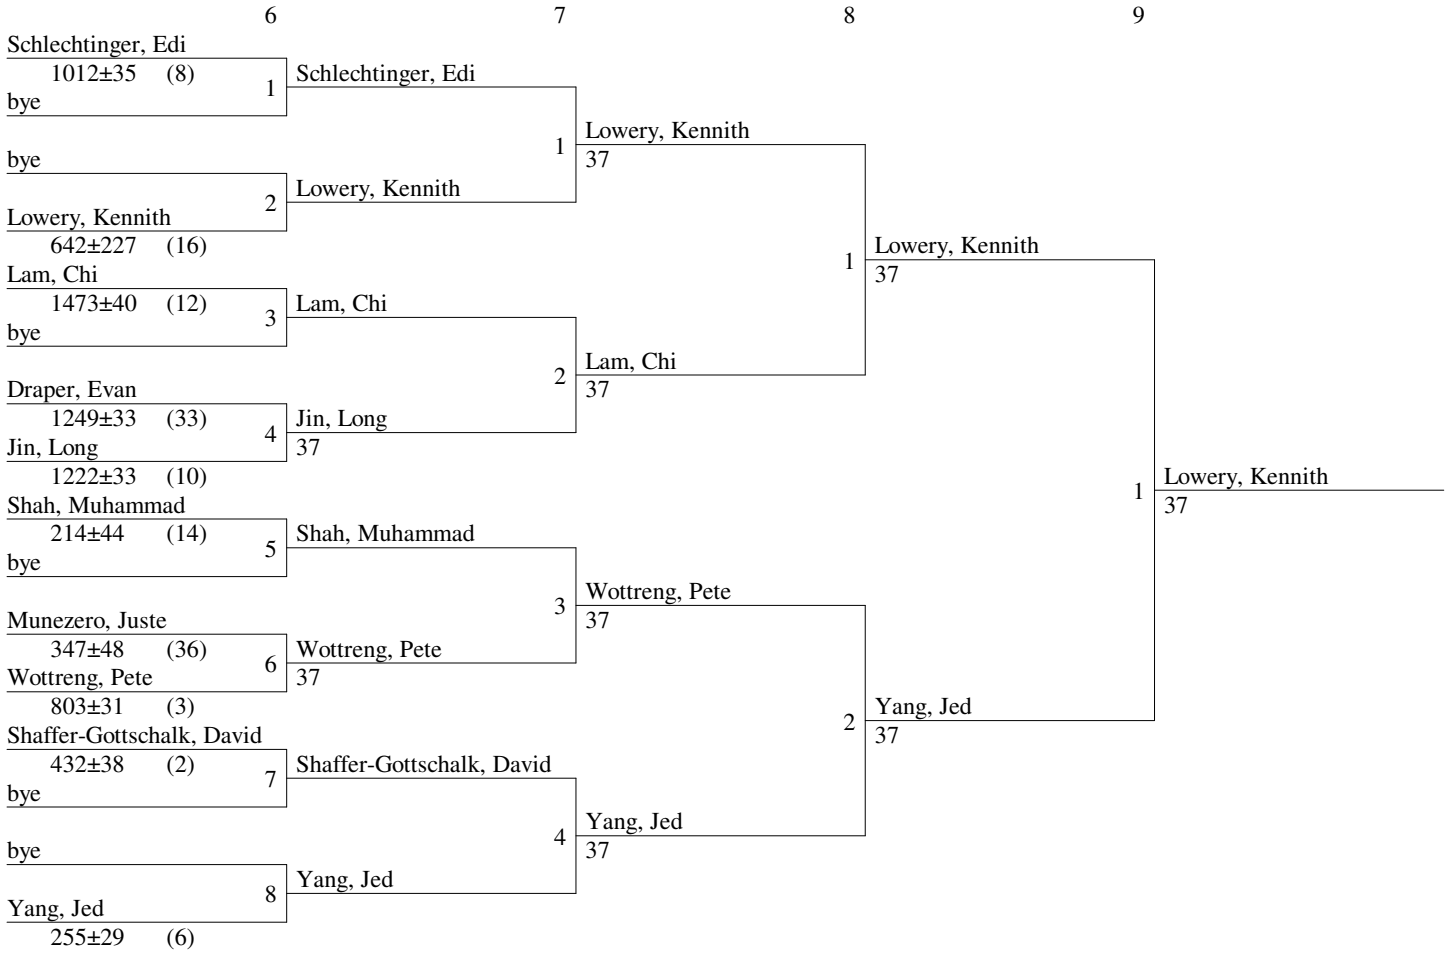 6 7 8 9
Schlechtinger, Edi
1012±35 (8)
1
Schlechtinger, Edi
bye
1
Lowery, Kennith
37
bye
2
Lowery, Kennith
Lowery, Kennith
642±227 (16)
1
Lowery, Kennith
37
Lam, Chi
1473±40 (12)
3
Lam, Chi
bye
2
Lam, Chi
37
Draper, Evan
1249±33 (33)
4
Jin, Long
37
Jin, Long
1222±33 (10)
1
Lowery, Kennith
37
Shah, Muhammad
214±44 (14)
5
Shah, Muhammad
bye
3
Wottreng, Pete
37
Munezero, Juste
347±48 (36)
6
Wottreng, Pete
37
Wottreng, Pete
803±31 (3)
2
Yang, Jed
37
Shaffer-Gottschalk, David
432±38 (2)
7
Shaffer-Gottschalk, David
bye
4
Yang, Jed
37
bye
8
Yang, Jed
Yang, Jed
255±29 (6)